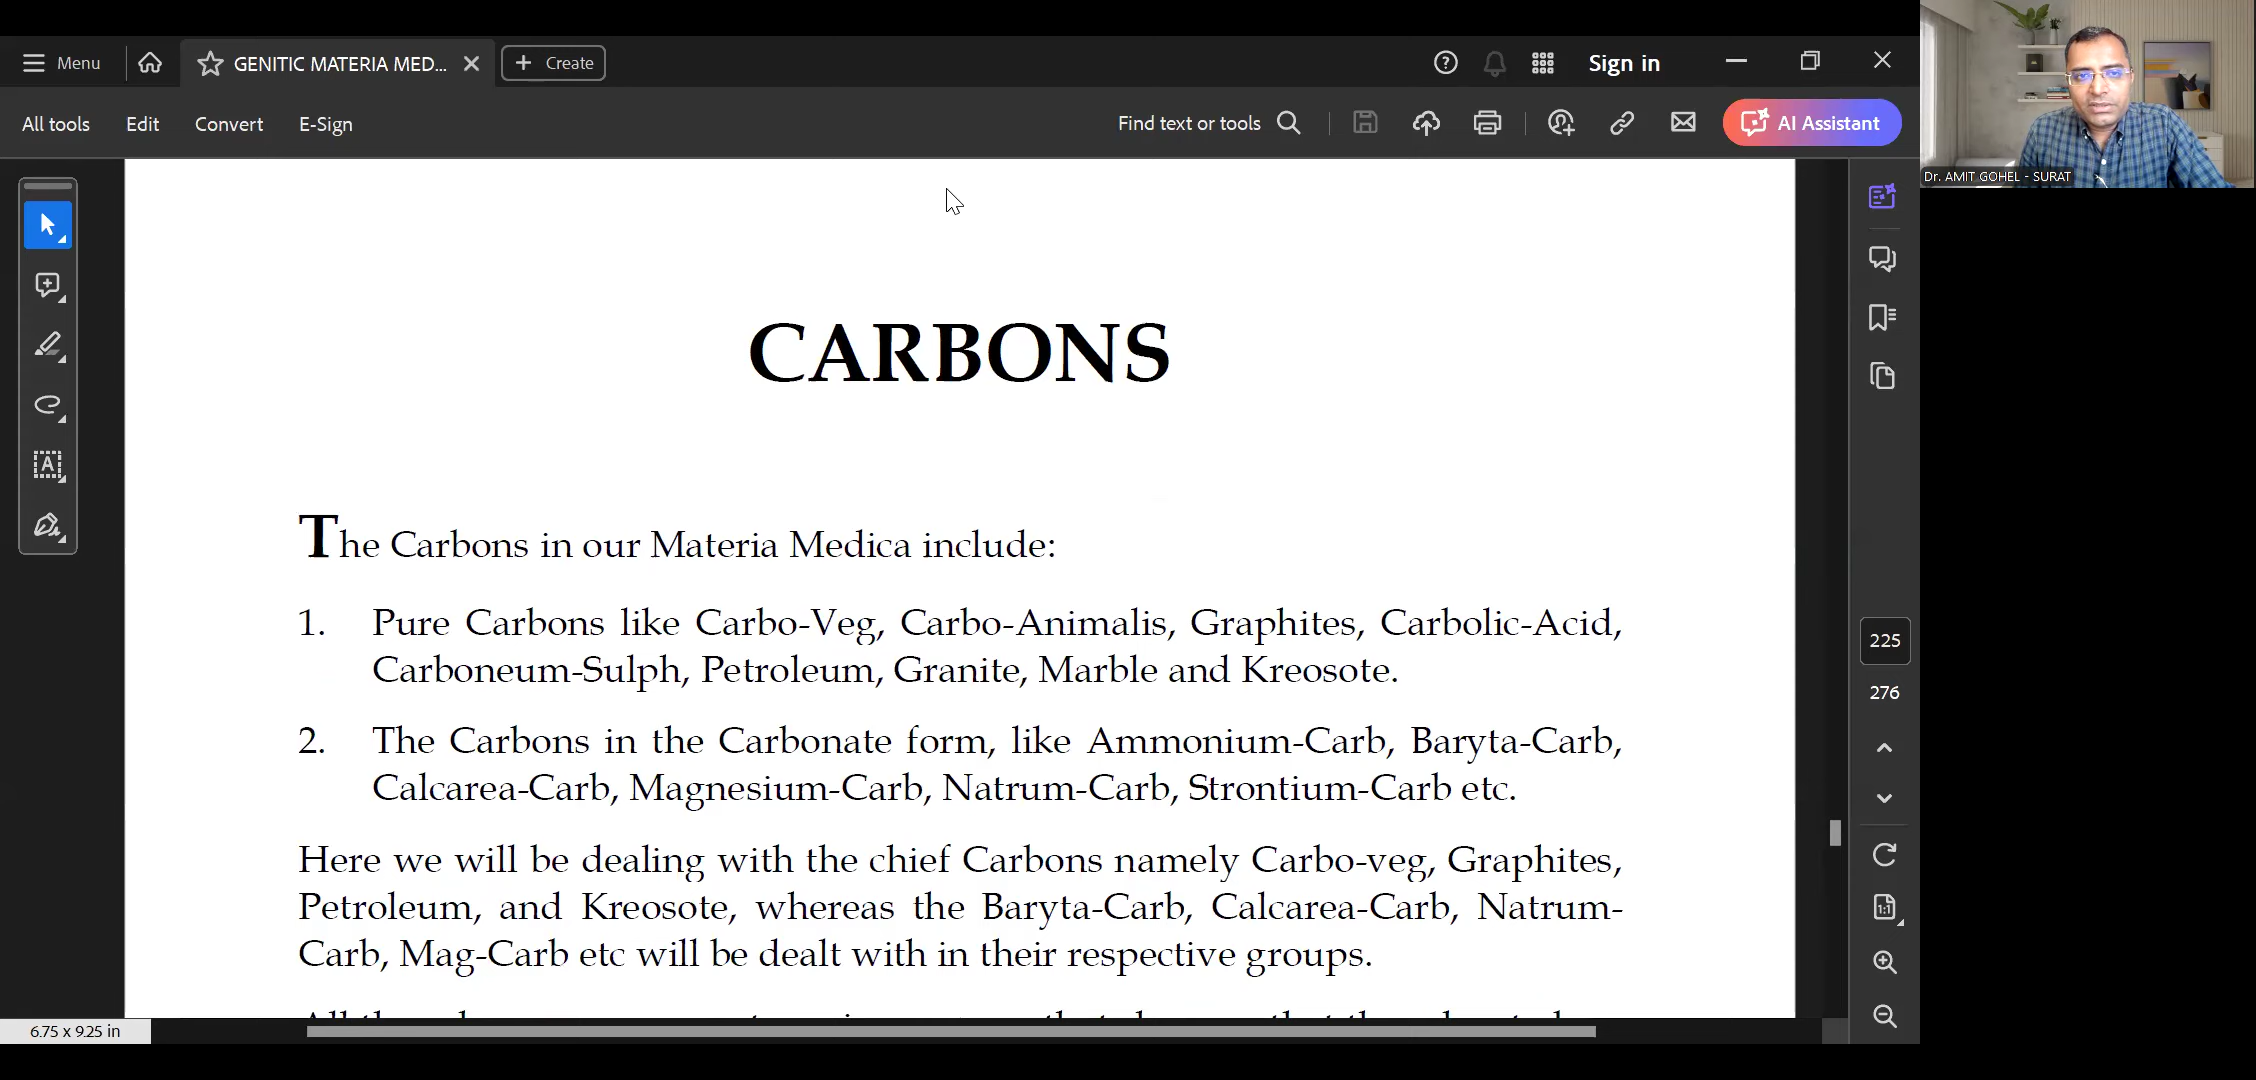 Menu
GENITIC MATERIA MED...
Create
Sign in
All tools
Edit
Convert
E-Sign
Find text or tools
AI Assistant
Dr. AMIT GOHEL - SURAT
CARBONS
The Carbons in our Materia Medica include:
1. Pure Carbons like Carbo-Veg, Carbo-Animalis, Graphites, Carbolic-Acid,
Carboneum-Sulph, Petroleum, Granite, Marble and Kreosote.
2. The Carbons in the Carbonate form, like Ammonium-Carb, Baryta-Carb,
Calcarea-Carb, Magnesium-Carb, Natrum-Carb, Strontium-Carb etc.
Here we will be dealing with the chief Carbons namely Carbo-veg, Graphites,
Petroleum, and Kreosote, whereas the Baryta-Carb, Calcarea-Carb, Natrum-
Carb, Mag-Carb etc will be dealt with in their respective groups.
225
276
6.75 x 9.25 in